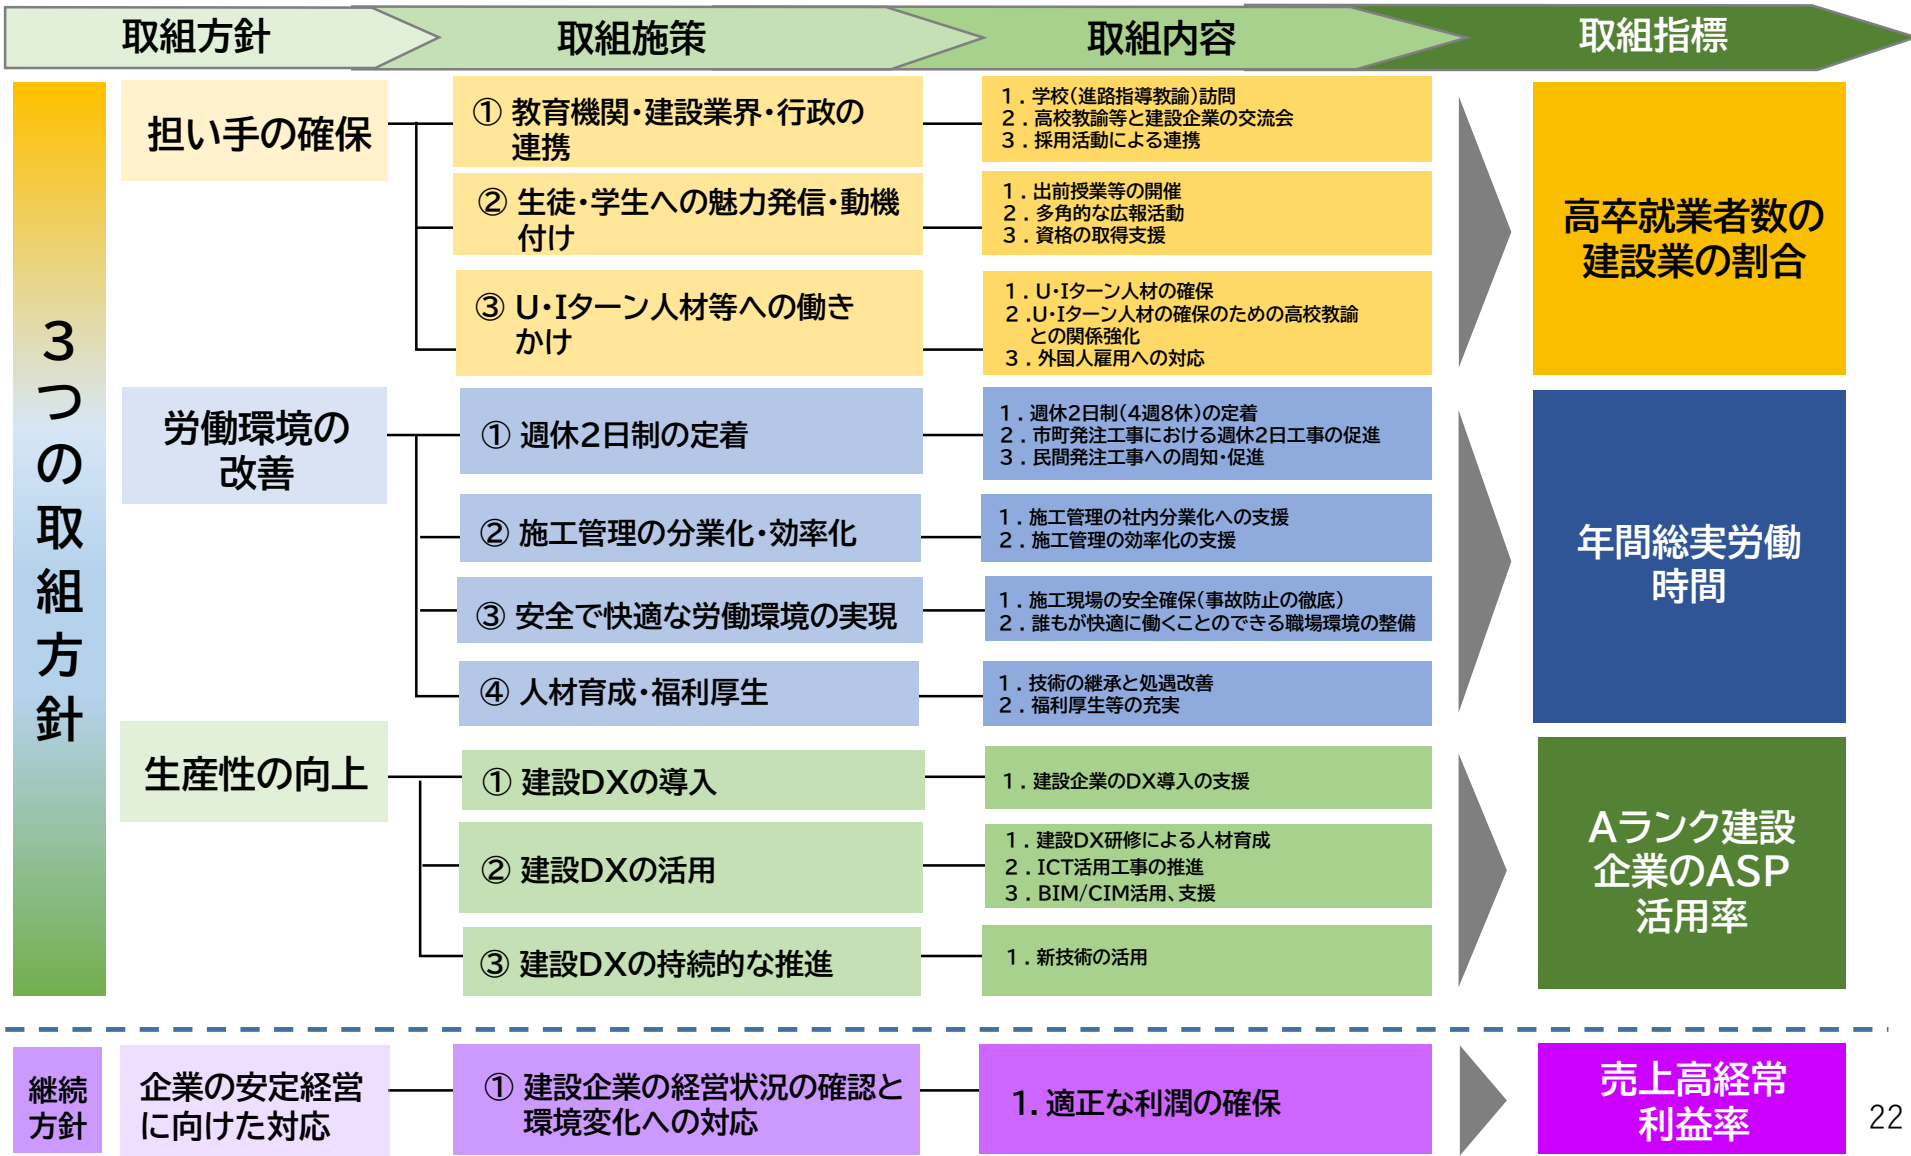 取組方針
取組施策
取組内容
取組指標
3つの取組方針
担い手の確保
① 教育機関・建設業界・行政の
連携
1. 学校(進路指導教諭)訪問
2. 高校教諭等と建設企業の交流会
3. 採用活動による連携
② 生徒・学生への魅力発信・動機
付け
1. 出前授業等の開催
2. 多角的な広報活動
3. 資格の取得支援
③ U・Iターン人材等への働き
かけ
1. U・Iターン人材の確保
2.U・Iターン人材の確保のための高校教諭
との関係強化
3. 外国人雇用への対応
高卒就業者数の
建設業の割合
労働環境の
改善
① 週休2日制の定着
1. 週休2日制(4週8休)の定着
2. 市町発注工事における週休2日工事の促進
3. 民間発注工事への周知・促進
② 施工管理の分業化・効率化
1. 施工管理の社内分業化への支援
2. 施工管理の効率化の支援
③ 安全で快適な労働環境の実現
1. 施工現場の安全確保(事故防止の徹底)
2. 誰もが快適に働くことのできる職場環境の整備
④ 人材育成・福利厚生
1. 技術の継承と処遇改善
2. 福利厚生等の充実
年間総実労働
時間
生産性の向上
① 建設DXの導入
1. 建設企業のDX導入の支援
② 建設DXの活用
1. 建設DX研修による人材育成
2. ICT活用工事の推進
3. BIM/CIM活用、支援
③ 建設DXの持続的な推進
1. 新技術の活用
Aランク建設
企業のASP
活用率
継続
方針
企業の安定経営
に向けた対応
① 建設企業の経営状況の確認と
環境変化への対応
1. 適正な利潤の確保
売上高経常
利益率
22